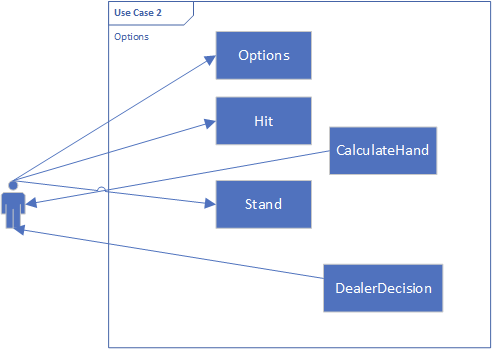 Use Case 2
Options
Options
Hit
CalculateHand
Stand
DealerDecision